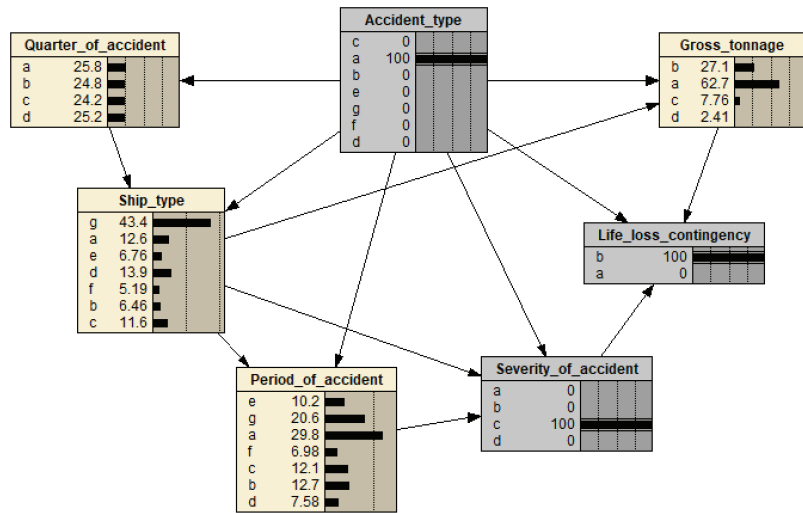 Accident_type
c 0
a 100
b 0
e 0
g 0
f 0
d 0
Quarter_of_accident
a 25.8
b 24.8
c 24.2
d 25.2
Gross_tonnage
b 27.1
a 62.7
c 7.76
d 2.41
Ship_type
g 43.4
a 12.6
e 6.76
d 13.9
f 5.19
b 6.46
c 11.6
Life_loss_contingency
b 100
a 0
Period_of_accident
e 10.2
g 20.6
a 29.8
f 6.98
c 12.1
b 12.7
d 7.58
Severity_of_accident
a 0
b 0
c 100
d 0